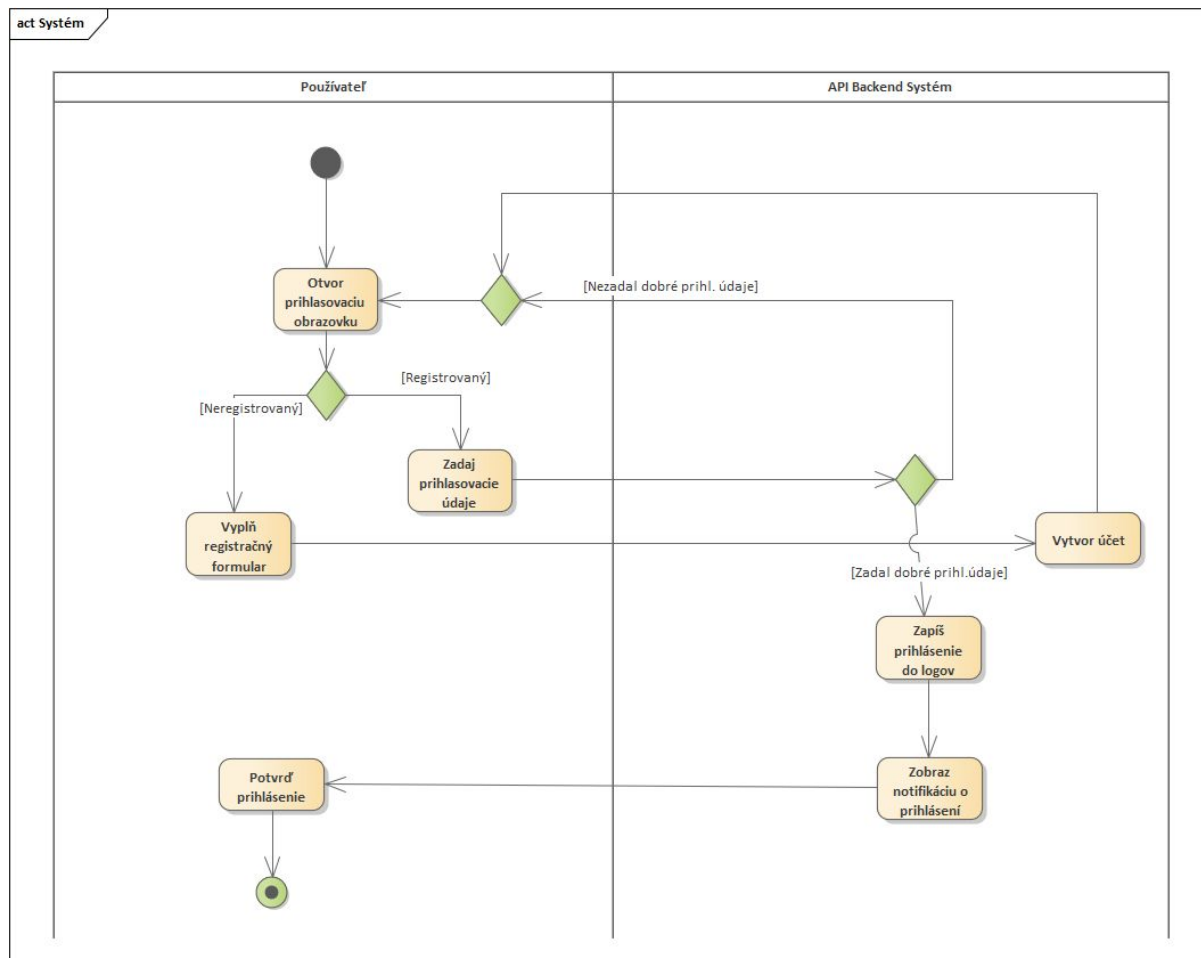 act Systém
Používateľ
API Backend Systém
Otvor
prihlasovaciu
obrazovku
[Nezadal dobré prihl. údaje]
[Registrovaný]
[Neregistrovaný]
Zadaj
prihlasovacie
údaje
Vyplň
registračný
formular
Vytvor účet
[Zadal dobré prihl.údaje]
Zapíš
prihlásenie
do logov
Potvrď
prihlásenie
Zobraz
notifikáciu o
prihlásení